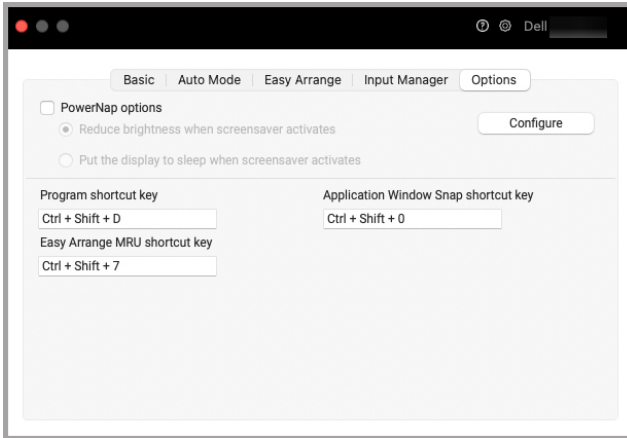 Dell
Basic Auto Mode Easy Arrange Input Manager Options
PowerNap options
Reduce brightness when screensaver activates
Configure
Put the display to sleep when screensaver activates
Program shortcut key Application Window Snap shortcut key
Ctrl + Shift + D Ctrl + Shift + 0
Easy Arrange MRU shortcut key
Ctrl + Shift + 7